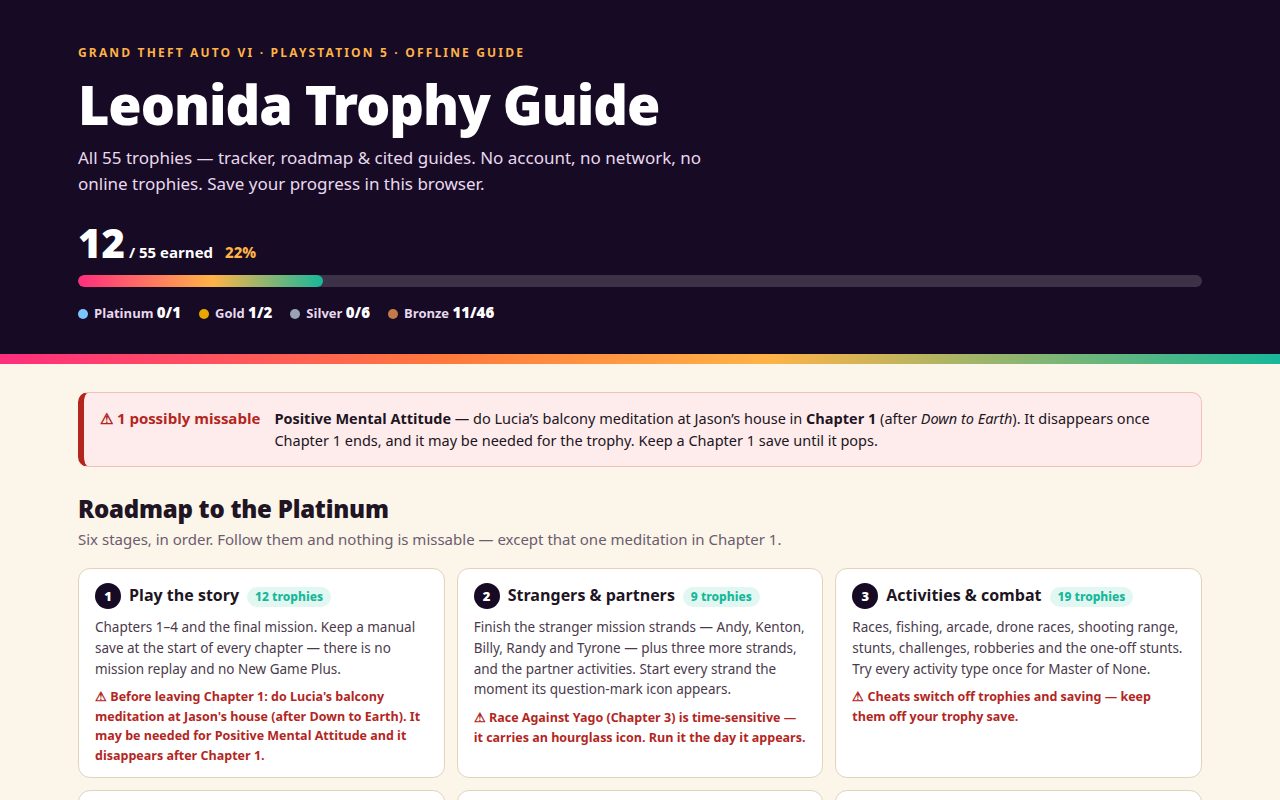 GRAND THEFT AUTO VI · PLAYSTATION 5 · OFFLINE GUIDE
Leonida Trophy Guide
All 55 trophies — tracker, roadmap & cited guides. No account, no network, no
online trophies. Save your progress in this browser.
12 / 55 earned 22%
Platinum 0/1 Gold 1/2 Silver 0/6 Bronze 11/46
⚠ 1 possibly missable
Positive Mental Attitude — do Lucia’s balcony meditation at Jason’s house in Chapter 1 (after Down to Earth). It disappears once
Chapter 1 ends, and it may be needed for the trophy. Keep a Chapter 1 save until it pops.
Roadmap to the Platinum
Six stages, in order. Follow them and nothing is missable — except that one meditation in Chapter 1.
1 Play the story 12 trophies
Chapters 1–4 and the final mission. Keep a manual
save at the start of every chapter — there is no
mission replay and no New Game Plus.
⚠ Before leaving Chapter 1: do Lucia's balcony
meditation at Jason's house (after Down to Earth). It
may be needed for Positive Mental Attitude and it
disappears after Chapter 1.
2 Strangers & partners 9 trophies
Finish the stranger mission strands — Andy, Kenton,
Billy, Randy and Tyrone — plus three more strands,
and the partner activities. Start every strand the
moment its question-mark icon appears.
⚠ Race Against Yago (Chapter 3) is time-sensitive —
it carries an hourglass icon. Run it the day it appears.
3 Activities & combat 19 trophies
Races, fishing, arcade, drone races, shooting range,
stunts, challenges, robberies and the one-off stunts.
Try every activity type once for Master of None.
⚠ Cheats switch off trophies and saving — keep
them off your trophy save.